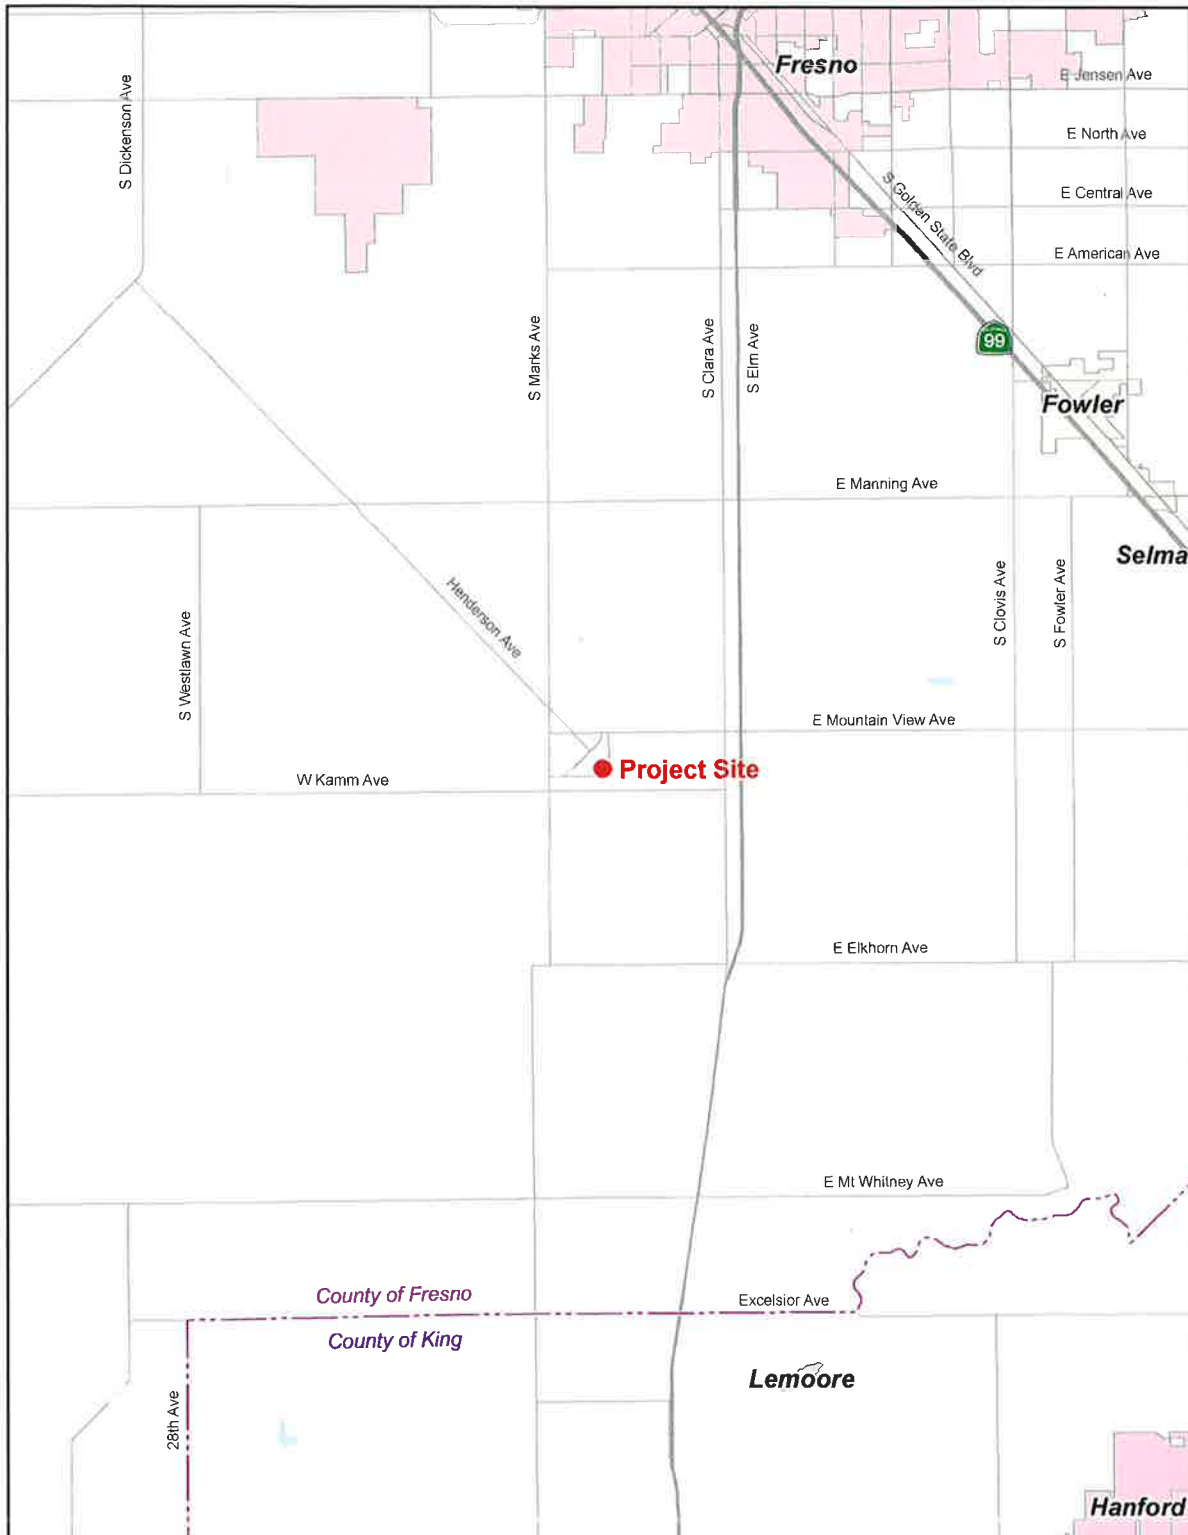 Fresno
E Jensen Ave
S Dickenson Ave
E North Ave
E Central Ave
S Golden State Blvd
E American Ave
99
S Marks Ave
S Clara Ave
S Elm Ave
Fowler
E Manning Ave
Selma
Henderson Ave
S Westlawn Ave
S Clovis Ave
S Fowler Ave
E Mountain View Ave
Project Site
W Kamm Ave
E Elkhorn Ave
E Mt Whitney Ave
County of Fresno
Excelsior Ave
County of King
Lemoore
28th Ave
Hanford